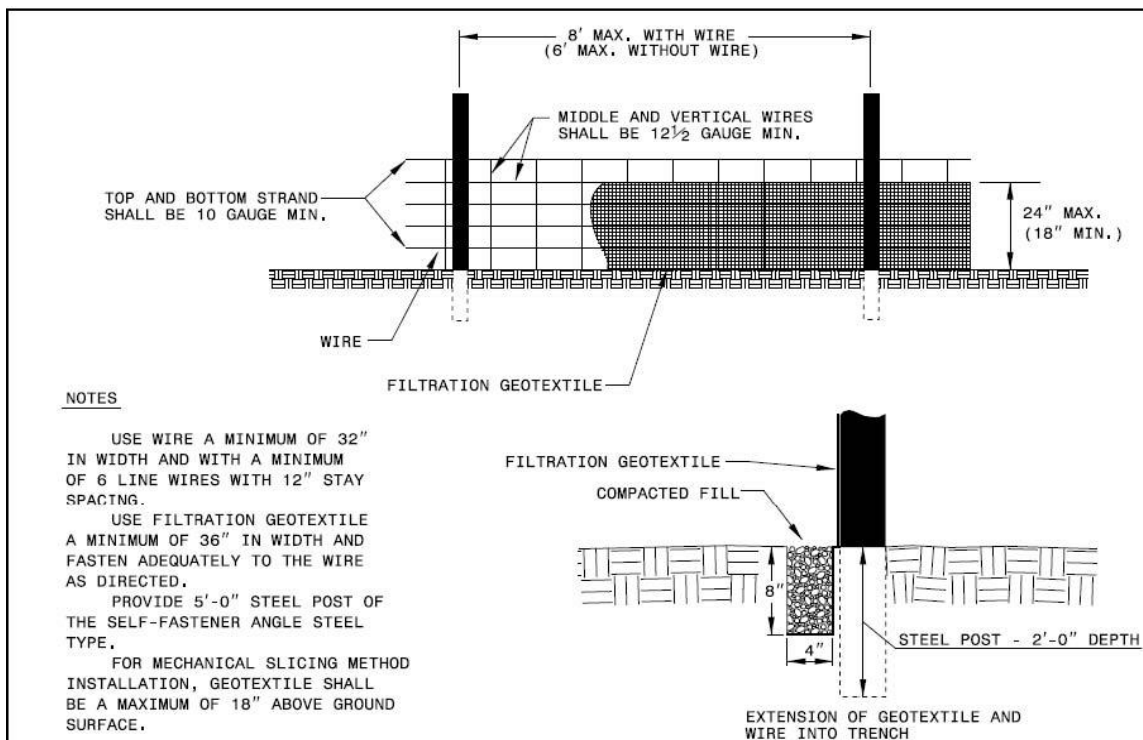 8' MAX. WITH WIRE
(6' MAX. WITHOUT WIRE)
MIDDLE AND VERTICAL WIRES
SHALL BE 12½ GAUGE MIN.
TOP AND BOTTOM STRAND
SHALL BE 10 GAUGE MIN.
24" MAX.
(18" MIN.)
WIRE
FILTRATION GEOTEXTILE
NOTES
USE WIRE A MINIMUM OF 32"
IN WIDTH AND WITH A MINIMUM
OF 6 LINE WIRES WITH 12" STAY
SPACING.
USE FILTRATION GEOTEXTILE
A MINIMUM OF 36" IN WIDTH AND
FASTEN ADEQUATELY TO THE WIRE
AS DIRECTED.
PROVIDE 5'-0" STEEL POST OF
THE SELF-FASTENER ANGLE STEEL
TYPE.
FOR MECHANICAL SLICING METHOD
INSTALLATION, GEOTEXTILE SHALL
BE A MAXIMUM OF 18" ABOVE GROUND
SURFACE.
FILTRATION GEOTEXTILE
COMPACTED FILL
8"
4"
STEEL POST - 2'-0" DEPTH
EXTENSION OF GEOTEXTILE AND
WIRE INTO TRENCH